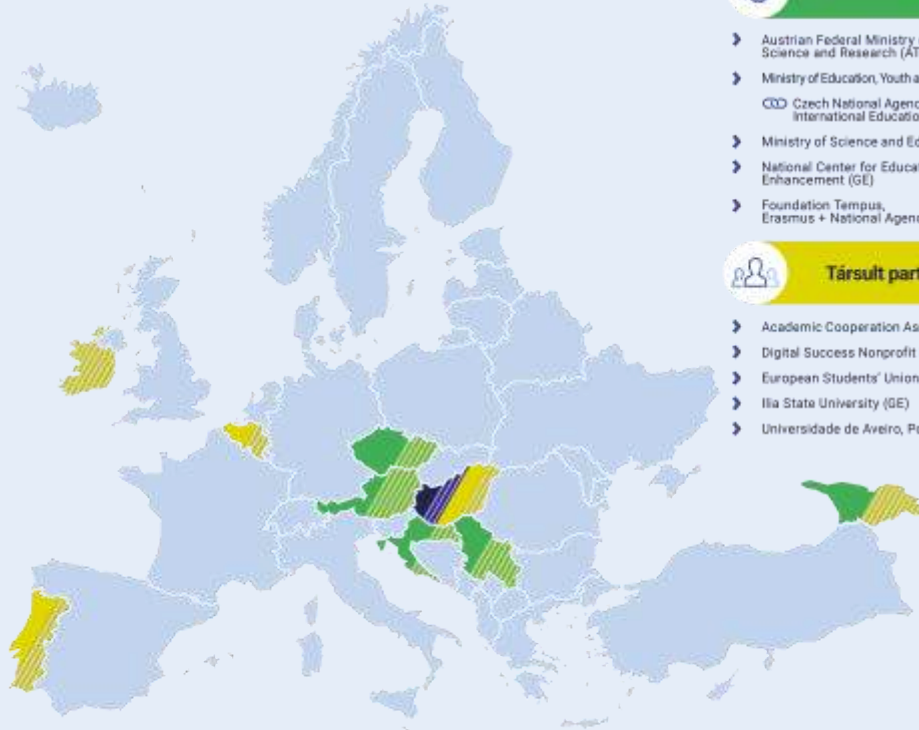 Austrian Federal Ministry
Science and Research (AT
Ministry of Education, Youth a
Czech National Agenc
International Educatio
Ministry of Science and Ed
National Center for Educat
Enhancement (GE)
Foundation Tempus,
Erasmus + National Agenc
Társult part
Academic Cooperation As
Digital Success Nonprofit
European Students' Union
Ilia State University (GE)
Universidade de Aveiro, Po